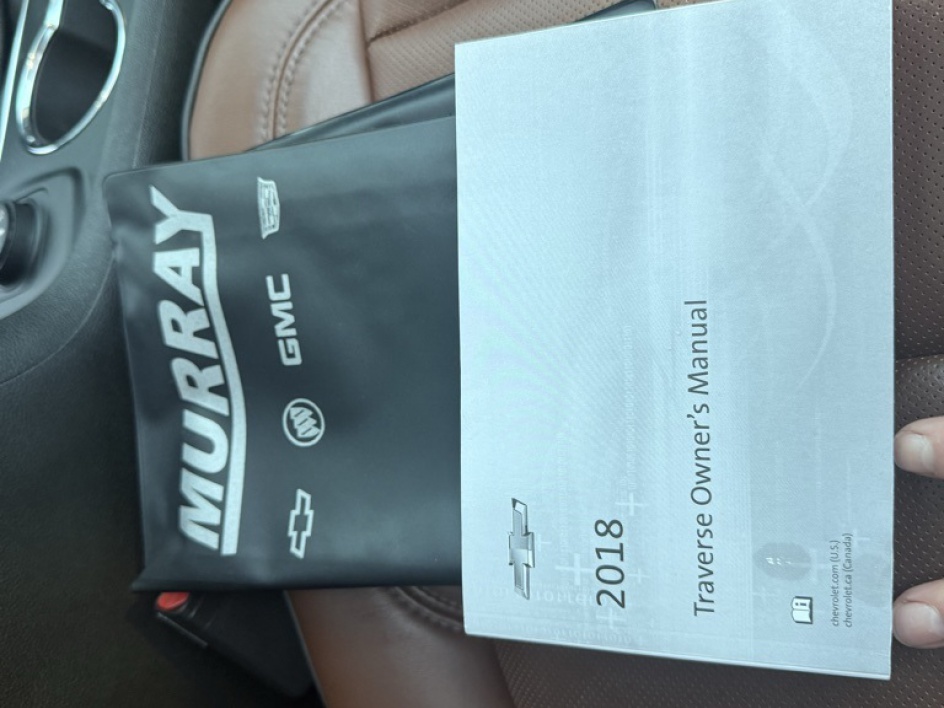 MURRAY
GMC
2018
Traverse Owner's Manual
chevrolet.com (U.S.)
chevrolet.ca (Canada)